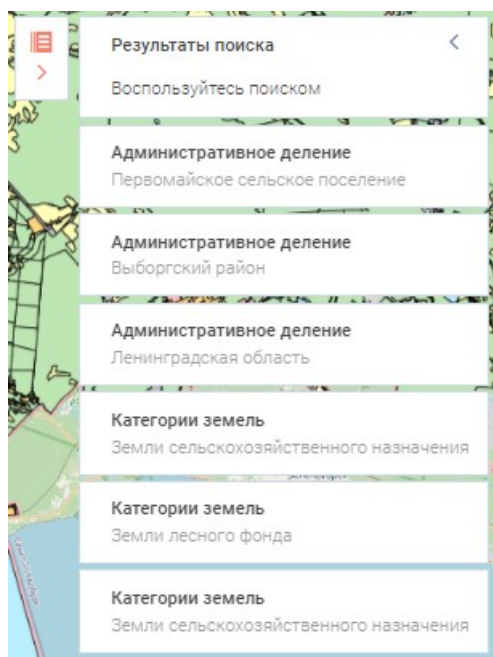 Результаты поиска
Воспользуйтесь поиском
Административное деление
Первомайское сельское поселение
Административное деление
Выборгский район
Административное деление
Ленинградская область
Категории земель
Земли сельскохозяйственного назначения
Категории земель
Земли лесного фонда
Категории земель
Земли сельскохозяйственного назначения